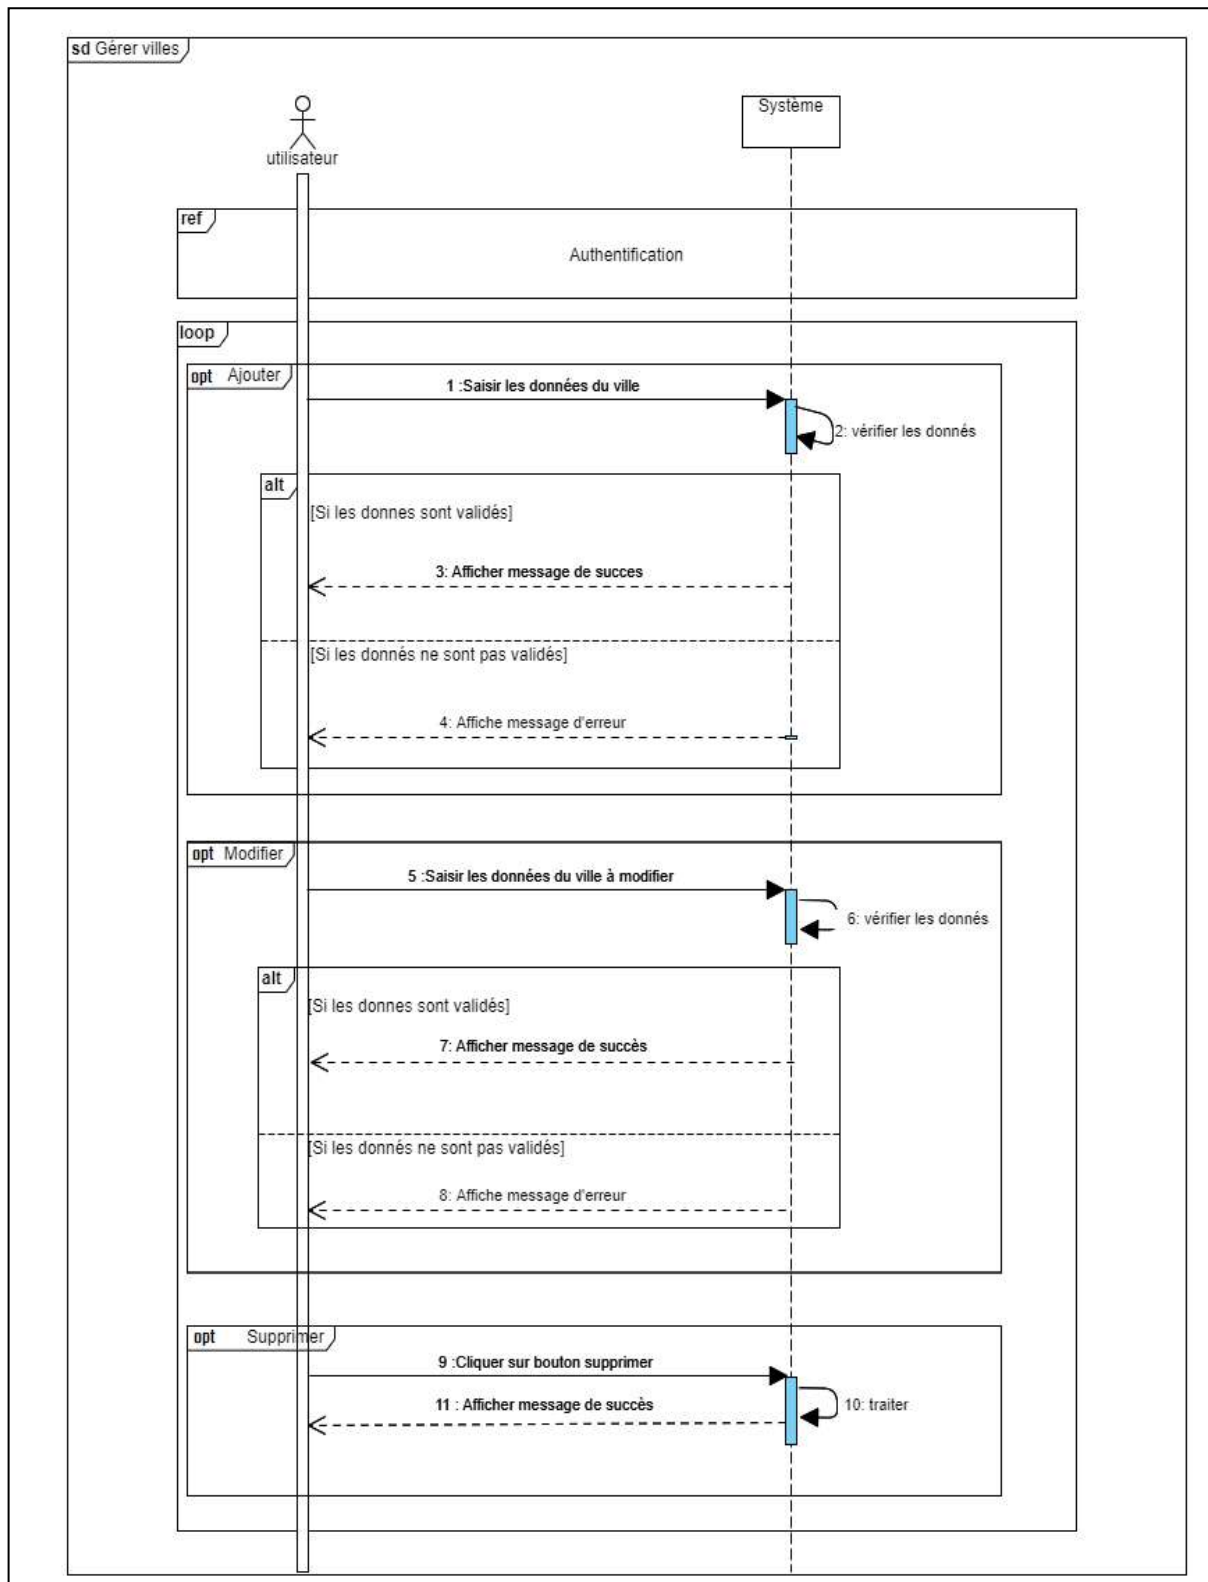 sd Gérer villes
Système
utilisateur
ref
Authentification
loop
opt Ajouter
1 :Saisir les données du ville
2: vérifier les donnés
alt
[Si les donnes sont validés]
3: Afficher message de succes
[Si les donnés ne sont pas validés]
4: Affiche message d'erreur
opt Modifier
5 :Saisir les données du ville à modifier
6: vérifier les donnés
alt
[Si les donnes sont validés]
7: Afficher message de succès
[Si les donnés ne sont pas validés]
8: Affiche message d'erreur
opt Supprimer
9 :Cliquer sur bouton supprimer
11 : Afficher message de succès
10: traiter